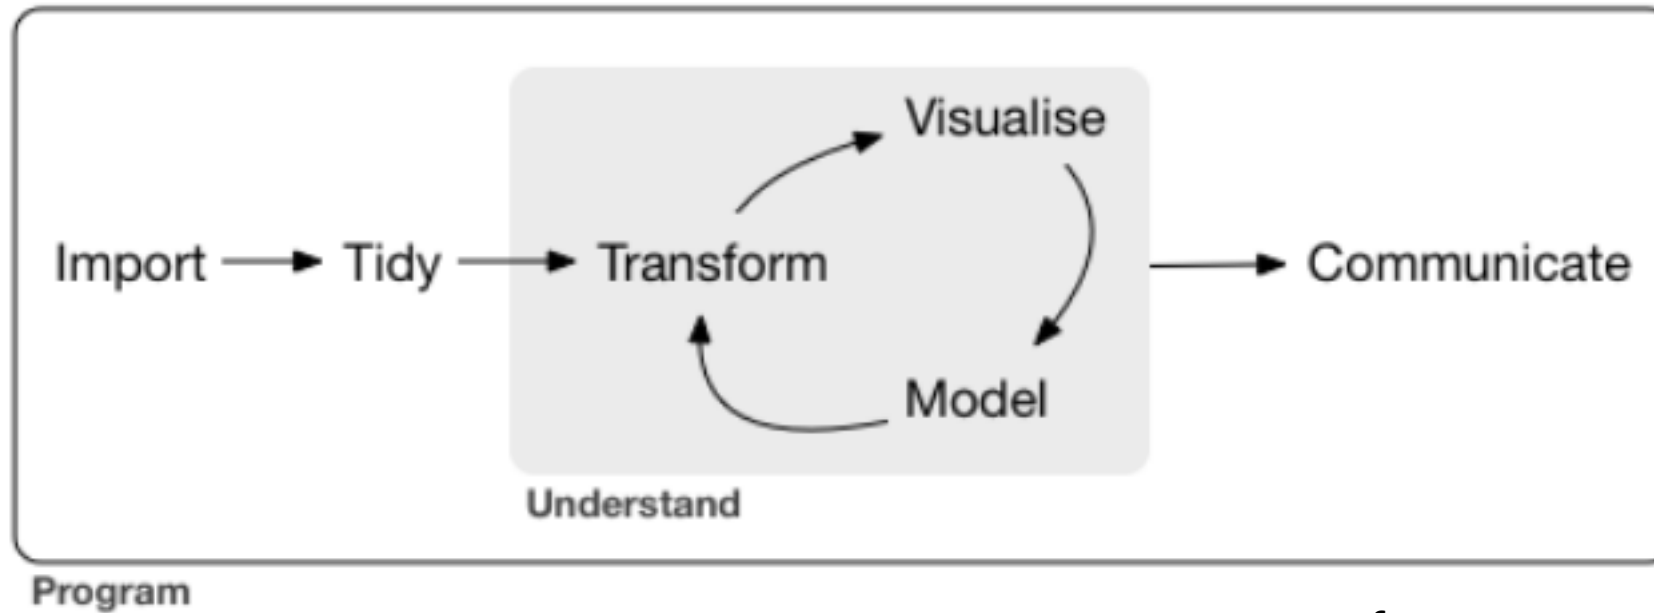 Visualise
Import Tidy Transform Communicate
Model
Understand
Program